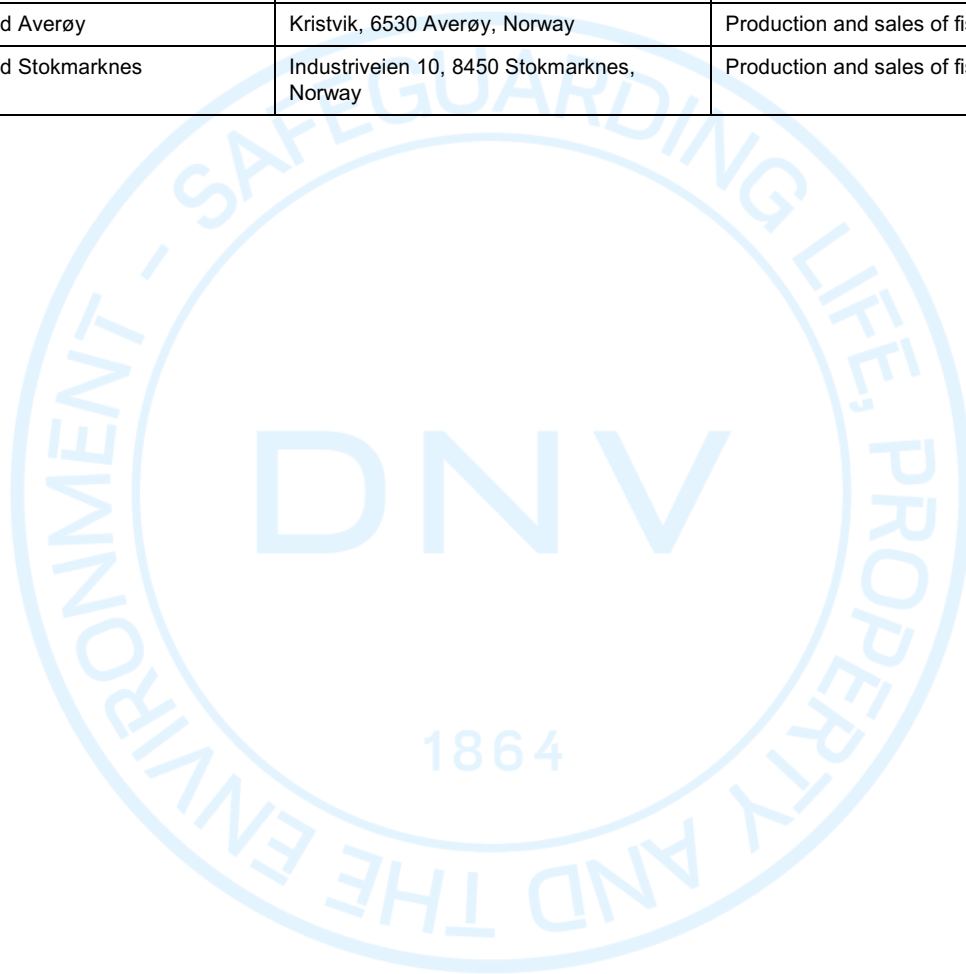 d Averøy Kristvik, 6530 Averøy, Norway Production and sales of fi
d Stokmarknes Industriveien 10, 8450 Stokmarknes, Production and sales of fi
Norway
SAFEGUARDING LIFE, PROPERTY AND THE ENVIRONMENT -
DNV
1864